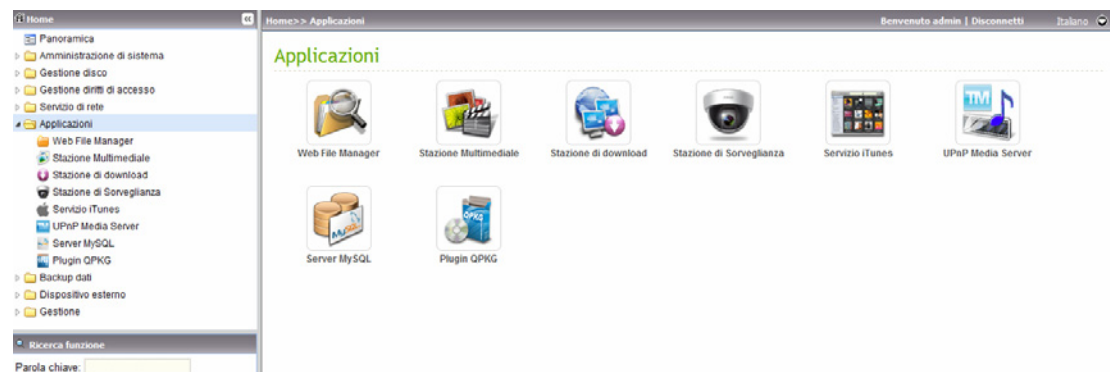 Home
Home>> Applicazioni
Benvenuto admin | Disconnetti
Italiano
Panoramica
Amministrazione di sistema
Gestione disco
Gestione diritti di accesso
Servizio di rete
Applicazioni
Web File Manager
Stazione Multimediale
Stazione di download
Stazione di Sorveglianza
Servizio iTunes
UPnP Media Server
Server MySQL
Plugin QPKG
Backup dati
Dispositivo esterno
Gestione
Ricerca funzione
Parola chiave:
Applicazioni
Web File Manager
Stazione Multimediale
Stazione di download
Stazione di Sorveglianza
Servizio iTunes
TM
UPnP Media Server
MySQL
Server MySQL
QPKG
Plugin QPKG